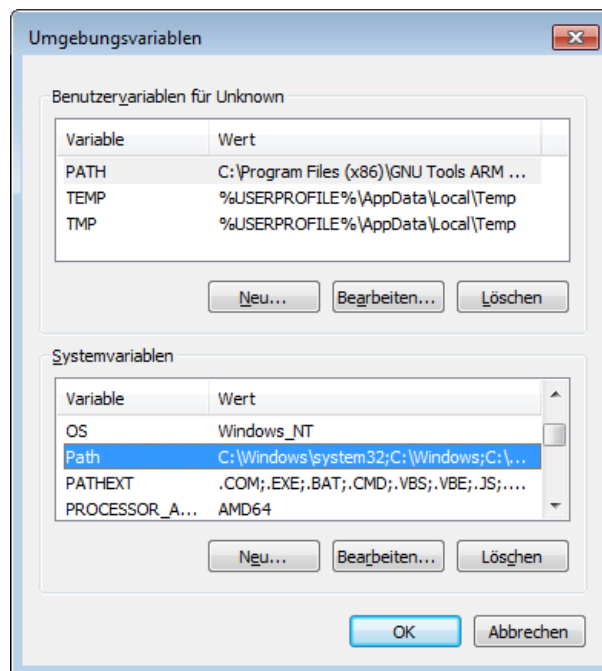 Umgebungsvariablen
Benutzervariablen für Unknown
Variable Wert
PATH C:\Program Files (x86)\GNU Tools ARM ...
TEMP %USERPROFILE%\AppData\Local\Temp
TMP %USERPROFILE%\AppData\Local\Temp
Neu... Bearbeiten... Löschen
Systemvariablen
Variable Wert
OS Windows_NT
Path C:\Windows\system32;C:\Windows;C:\...
PATHEXT .COM;.EXE;.BAT;.CMD;.VBS;.VBE;.JS;....
PROCESSOR_A... AMD64
Neu... Bearbeiten... Löschen
OK Abbrechen